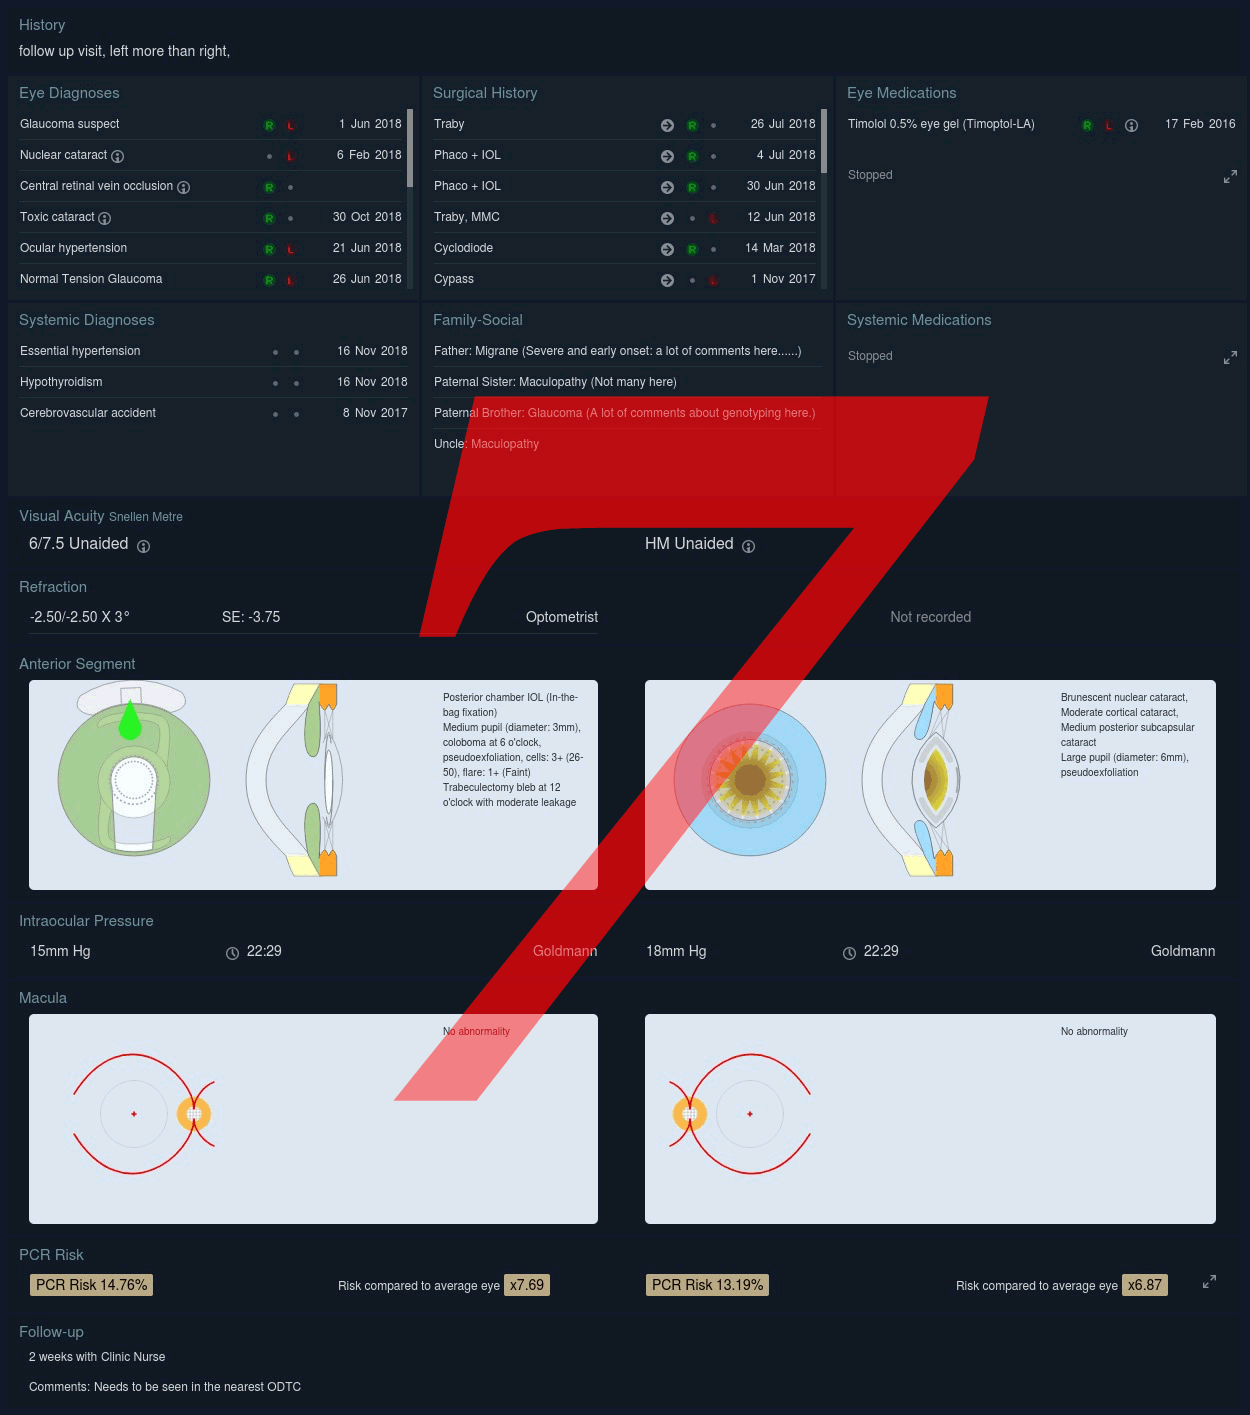 History
follow up visit, left more than right,
Eye Diagnoses
Glaucoma suspect R L 1 Jun 2018
Nuclear cataract L 6 Feb 2018
Central retinal vein occlusion R
Toxic cataract R 30 Oct 2018
Ocular hypertension R L 21 Jun 2018
Normal Tension Glaucoma R L 26 Jun 2018
Surgical History
Traby R 26 Jul 2018
Phaco + IOL R 4 Jul 2018
Phaco + IOL R 30 Jun 2018
Traby, MMC L 12 Jun 2018
Cyclodiode R 14 Mar 2018
Cypass L 1 Nov 2017
Eye Medications
Timolol 0.5% eye gel (Timoptol-LA) R L 17 Feb 2016
Stopped
Systemic Diagnoses
Essential hypertension 16 Nov 2018
Hypothyroidism 16 Nov 2018
Cerebrovascular accident 8 Nov 2017
Family-Social
Father: Migrane (Severe and early onset: a lot of comments here......)
Paternal Sister: Maculopathy (Not many here)
Paternal Brother: Glaucoma (A lot of comments about genotyping here.)
Uncle: Maculopathy
Systemic Medications
Stopped
7
Visual Acuity Snellen Metre
6/7.5 Unaided HM Unaided
Refraction
-2.50/-2.50 X 3° SE: -3.75 Optometrist Not recorded
Anterior Segment
Posterior chamber IOL (In-the-
bag fixation)
Medium pupil (diameter: 3mm),
coloboma at 6 o'clock,
pseudoexfoliation, cells: 3+ (26-
50), flare: 1+ (Faint)
Trabeculectomy bleb at 12
o'clock with moderate leakage
Brunescent nuclear cataract,
Moderate cortical cataract,
Medium posterior subcapsular
cataract
Large pupil (diameter: 6mm),
pseudoexfoliation
Intraocular Pressure
15mm Hg 22:29 Goldmann 18mm Hg 22:29 Goldmann
Macula
No abnormality No abnormality
PCR Risk
PCR Risk 14.76% Risk compared to average eye x7.69 PCR Risk 13.19% Risk compared to average eye x6.87
Follow-up
2 weeks with Clinic Nurse
Comments: Needs to be seen in the nearest ODTC